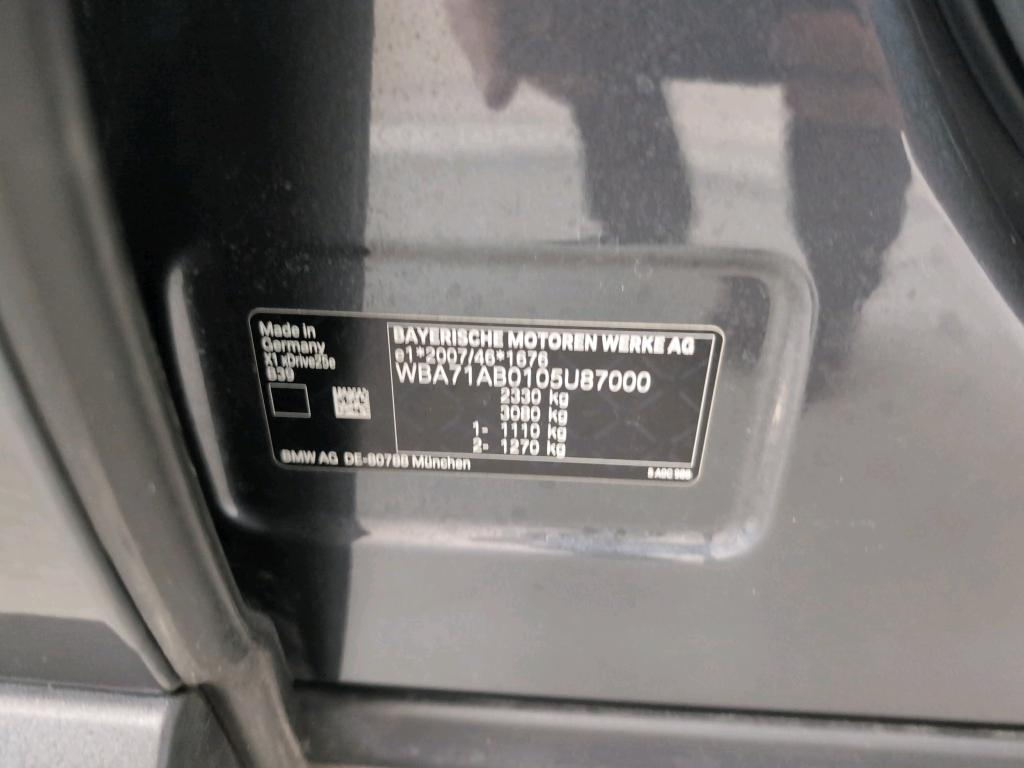 Made in
Germany
X1 xDrive25e
B39
BAYERISCHE MOTOREN WERKE AG
e1*2007/46*1676
WBA71AB0105U87000
2330 kg
3080 kg
1- 1110 kg
2- 1270 kg
BMW AG DE-80788 München